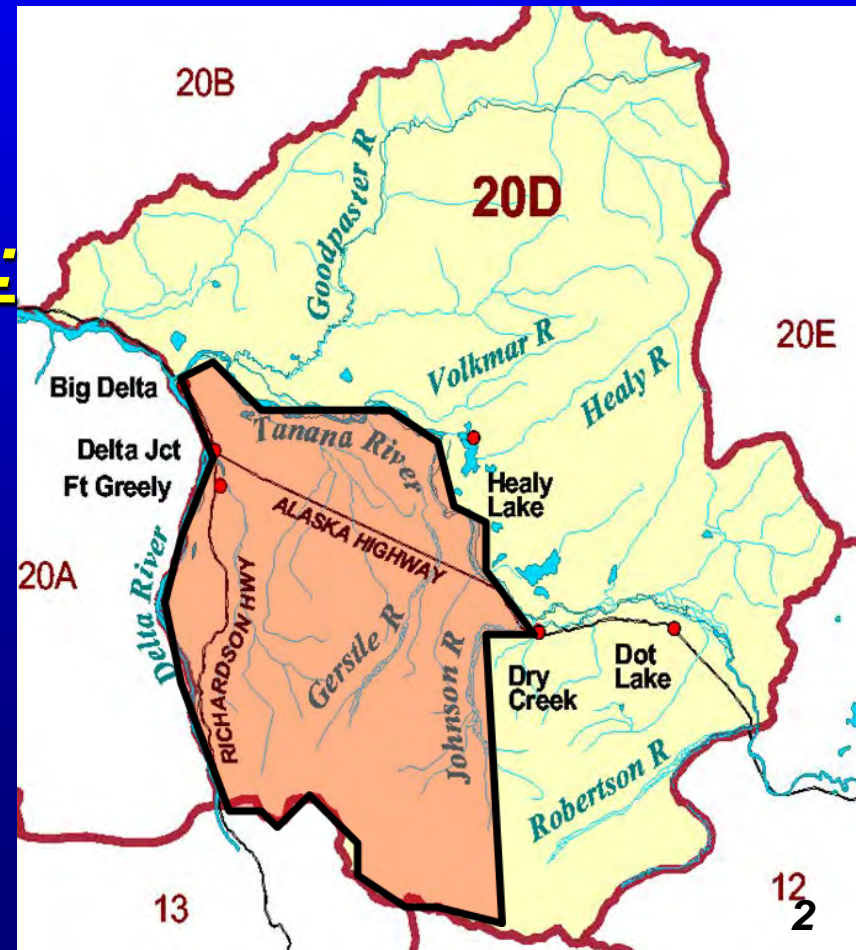 20B
Goodpaster R
20D
20E
Volkmar R
Healy R
Big Delta
Tanana River
Delta Jct
Ft Greely
Healy
Lake
ALASKA HIGHWAY
20A
Delta River
RICHARDSON HWY
Gerstle R
Johnson R
Dry
Creek
Dot
Lake
Robertson R
13
12
2